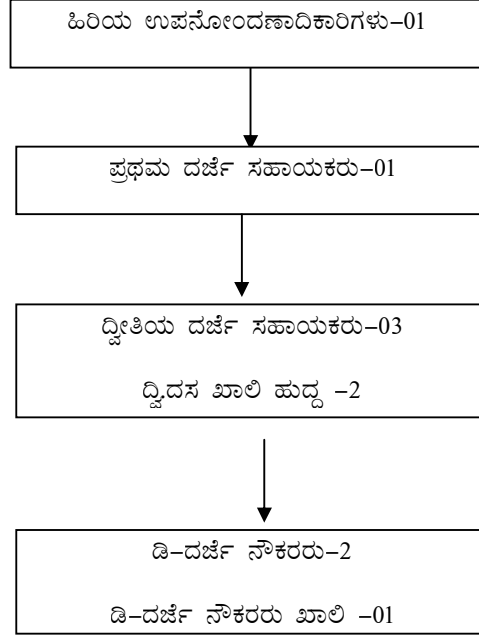 ಹಿರಿಯ ಉಪನೋಂದಣಾದಿಕಾರಿಗಳು–01
ಪ್ರಥಮ ದರ್ಜೆ ಸಹಾಯಕರು–01
ದ್ವೀತಿಯ ದರ್ಜೆ ಸಹಾಯಕರು–03
ದ್ವಿ.ದಸ ಖಾಲಿ ಹುದ್ದ –2
ಡಿ–ದರ್ಜೆ ನೌಕರರು–2
ಡಿ–ದರ್ಜೆ ನೌಕರರು ಖಾಲಿ –01